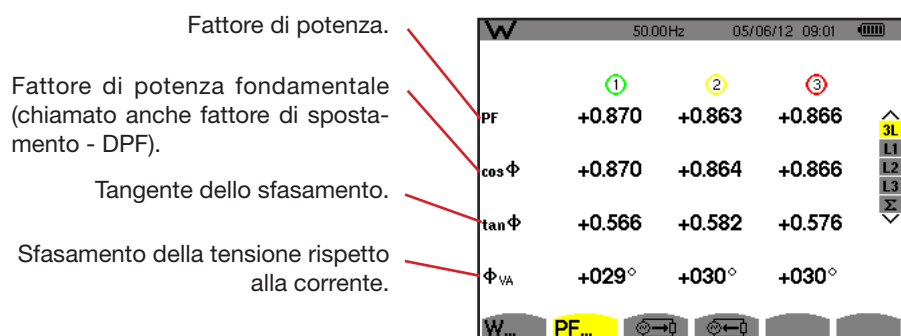 Fattore di potenza.
Fattore di potenza fondamentale
(chiamato anche fattore di sposta-
mento - DPF).
Tangente dello sfasamento.
Sfasamento della tensione rispetto
alla corrente.
W 50.00Hz 05/06/12 09:01
1 2 3
PF +0.870 +0.863 +0.866
cos Φ +0.870 +0.864 +0.866
tan Φ +0.566 +0.582 +0.576
Φ VA +029° +030° +030°
3L
L1
L2
L3
Σ
W... PF...